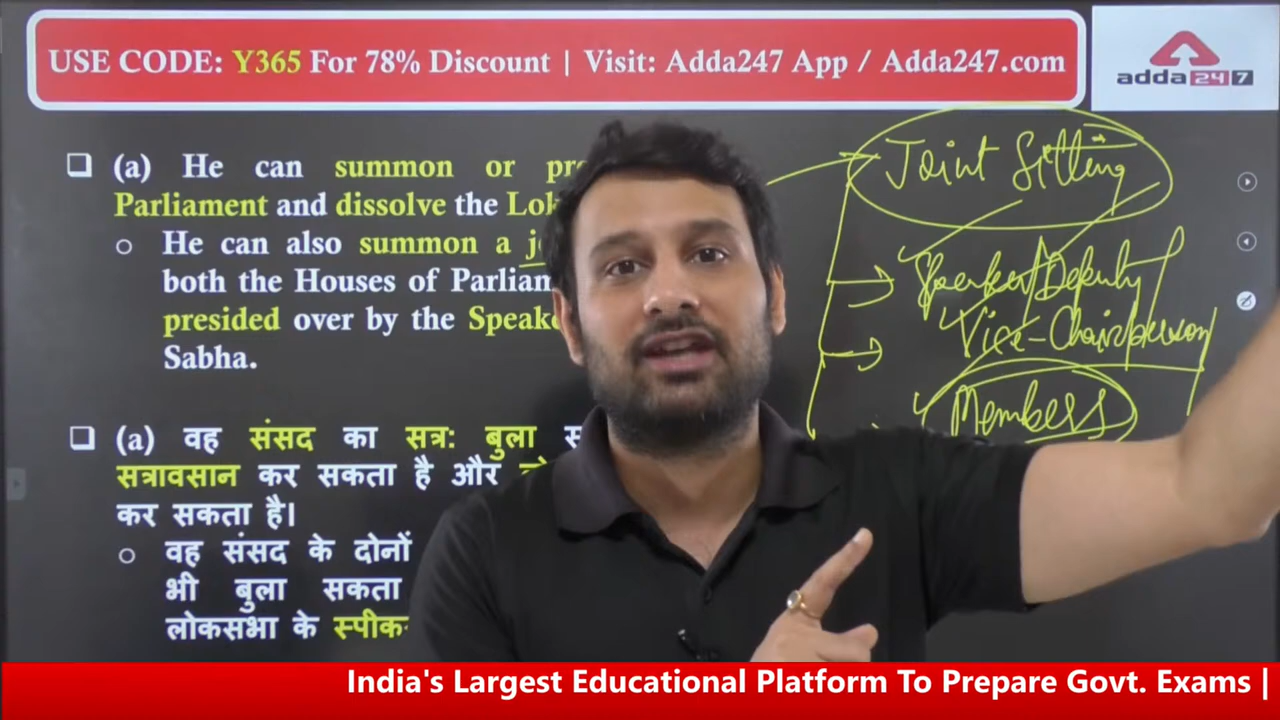 USE CODE: Y365 For 78% Discount | Visit: Adda247 App / Adda247.com
adda247
(a) He can summon or pr
Parliament and dissolve the Lok
He can also summon a j
both the Houses of Parliam
presided over by the Speake
Sabha.
Joint Sitting
Speaker/Deputy
Vice-Chairperson
Members
(a) वह संसद का सत्र: बुला स
सत्रावसान कर सकता है और
कर सकता है।
वह संसद के दोनों
भी बुला सकता
लोकसभा के स्पीक
India's Largest Educational Platform To Prepare Govt. Exams |